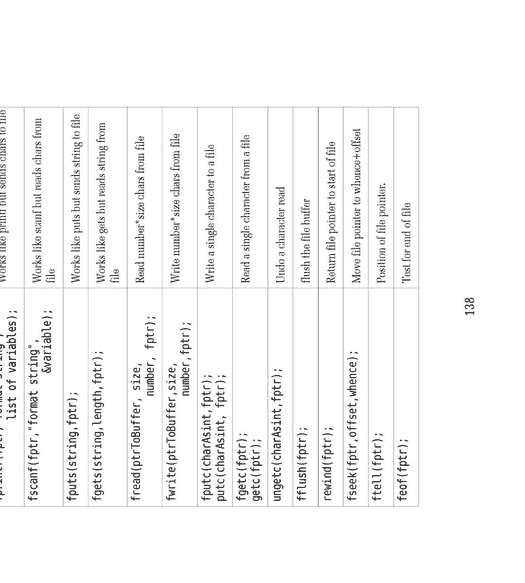 list of variables);
Works like printf but sends chars to file
fscanf(fptr,"format string",
&variable);
Works like scanf but reads chars from
file
fputs(string,fptr);
Works like puts but sends string to file
fgets(string,length,fptr);
Works like gets but reads string from
file
fread(ptrToBuffer, size,
number, fptr);
Read number*size chars from file
fwrite(ptrToBuffer,size,
number,fptr);
Write number*size chars from file
fputc(charAsint,fptr);
putc(charAsint, fptr);
Write a single character to a file
fgetc(fptr);
getc(fptr);
Read a single character from a file
ungetc(charAsint,fptr);
Undo a character read
fflush(fptr);
flush the file buffer
rewind(fptr);
Return file pointer to start of file
fseek(fptr,offset,whence);
Move file pointer to whence+offset
ftell(fptr);
Position of file pointer.
feof(fptr);
Test for end of file
138